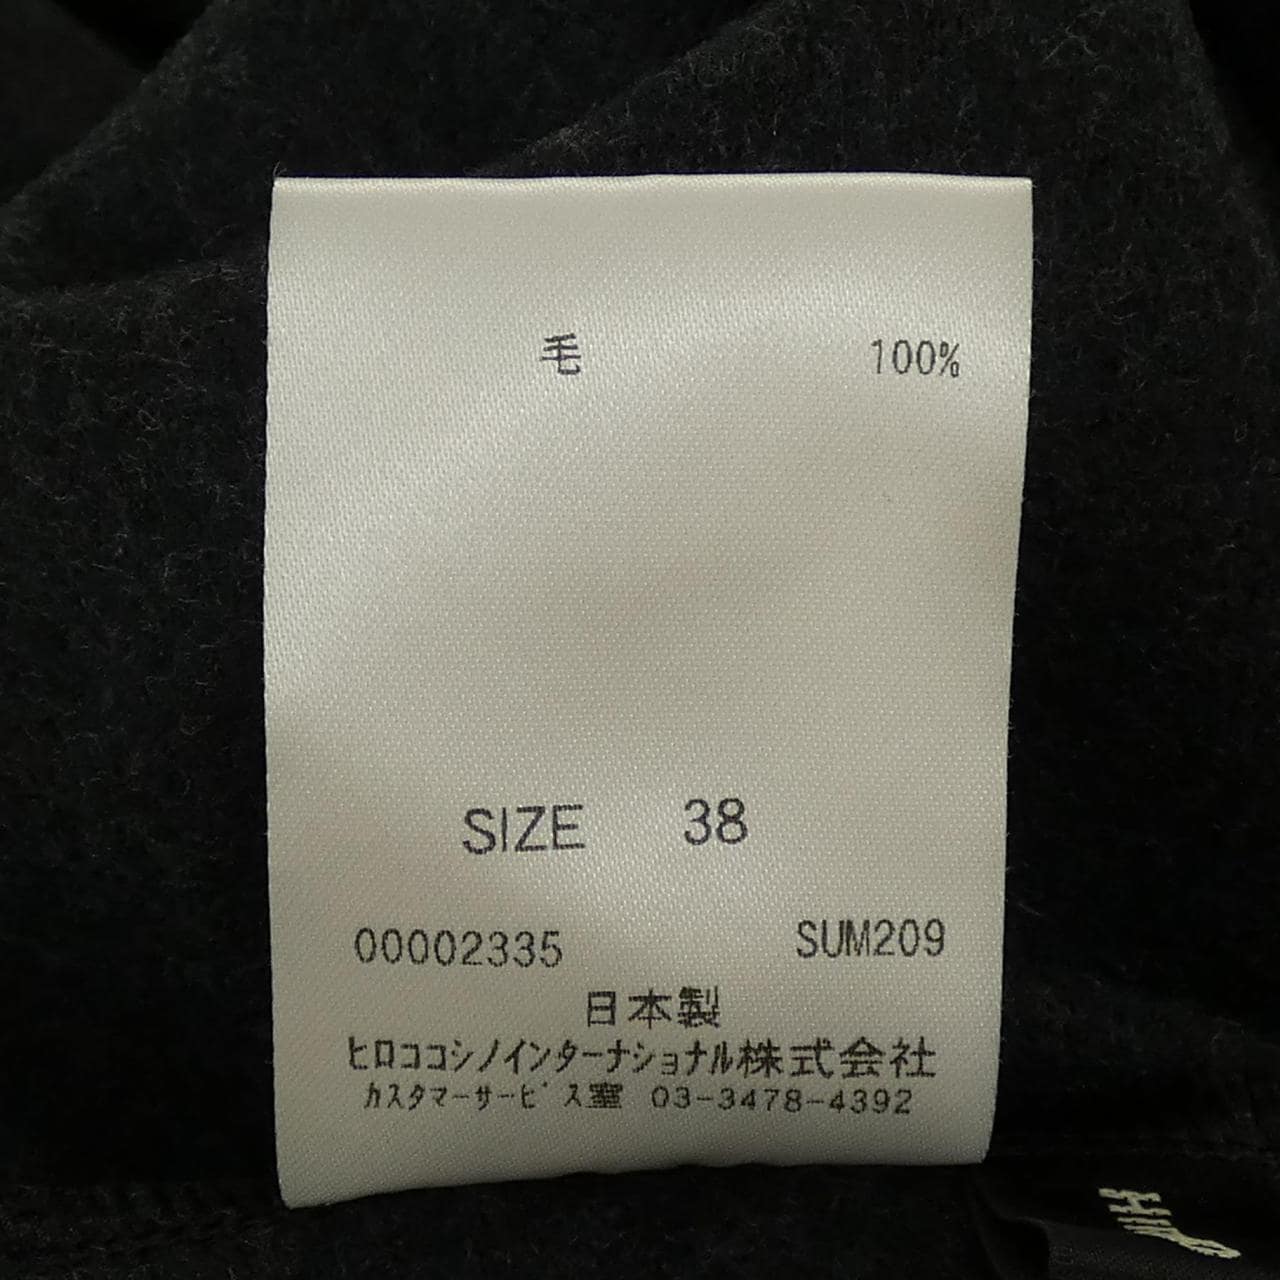 毛 100%
SIZE 38
00002335 SUM209
日本製
ヒロココシノインターナショナル株式会社
カスタマーサービス室 03-3478-4392